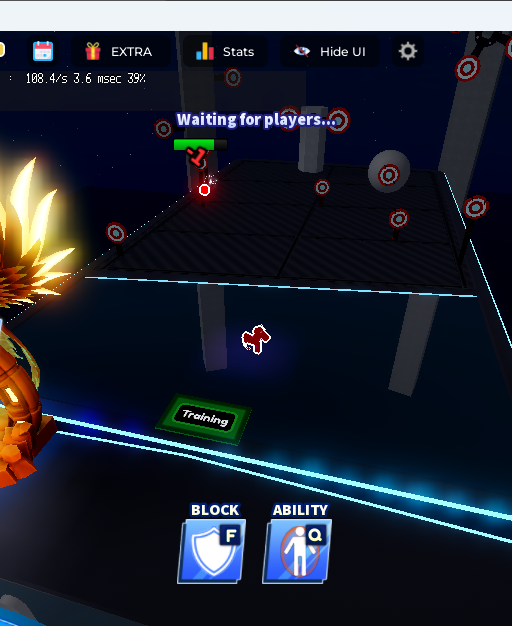 EXTRA
Stats
Hide UI
: 108.4/s 3.6 msec 39%
Waiting for players...
Training
BLOCK
ABILITY
F
Q